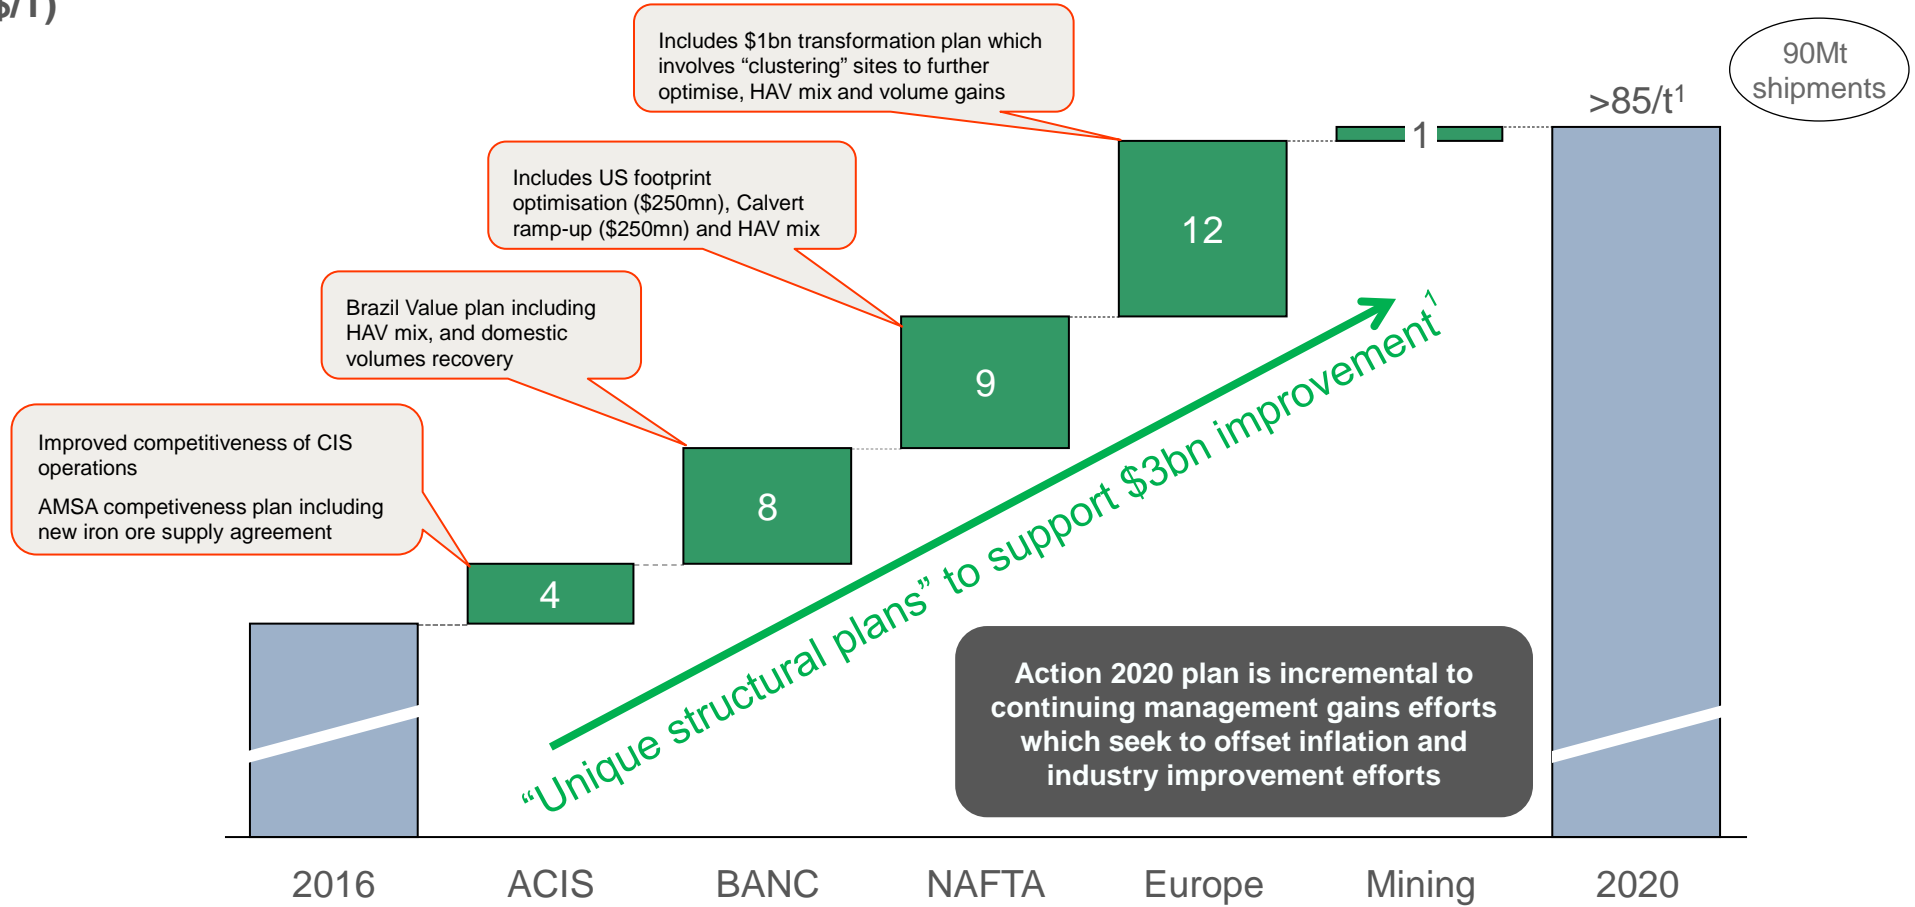 $/T)
Includes $1bn transformation plan which
involves “clustering” sites to further
optimise, HAV mix and volume gains
90Mt
shipments
>85/t¹
1
Includes US footprint
optimisation ($250mn), Calvert
ramp-up ($250mn) and HAV mix
12
Brazil Value plan including
HAV mix, and domestic
volumes recovery
9
Improved competitiveness of CIS
operations
AMSA competiveness plan including
new iron ore supply agreement
8
4
“Unique structural plans” to support $3bn improvement¹
Action 2020 plan is incremental to
continuing management gains efforts
which seek to offset inflation and
industry improvement efforts
2016 ACIS BANC NAFTA Europe Mining 2020